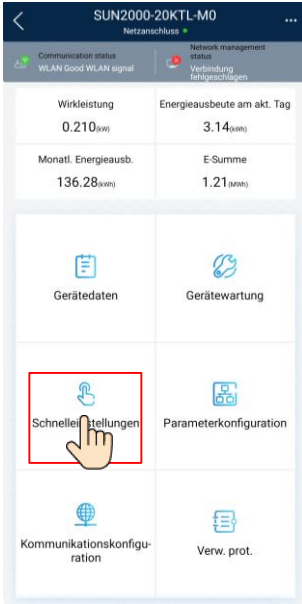 SUN2000-20KTL-M0
Netzanschluss
Communication status
WLAN Good WLAN signal
Network management
status
Verbindung
fehlgeschlagen
Wirkleistung
0.210(kW)
Energieausbeute am akt. Tag
3.14(kWh)
Monatl. Energieausb.
136.28(kWh)
E-Summe
1.21(MWh)
Gerätedaten
Gerätewartung
Schnelleinstellungen
Parameterkonfiguration
Kommunikationskonfigu-
ration
Verw. prot.